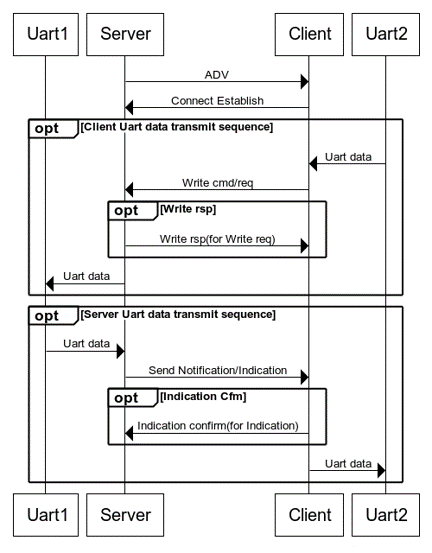 Uart1 Server Client Uart2
ADV
Connect Establish
opt [Client Uart data transmit sequence]
Uart data
Write cmd/req
opt [Write rsp]
Write rsp(for Write req)
Uart data
opt [Server Uart data transmit sequence]
Uart data
Send Notification/Indication
opt [Indication Cfm]
Indication confirm(for Indication)
Uart data
Uart1 Server Client Uart2